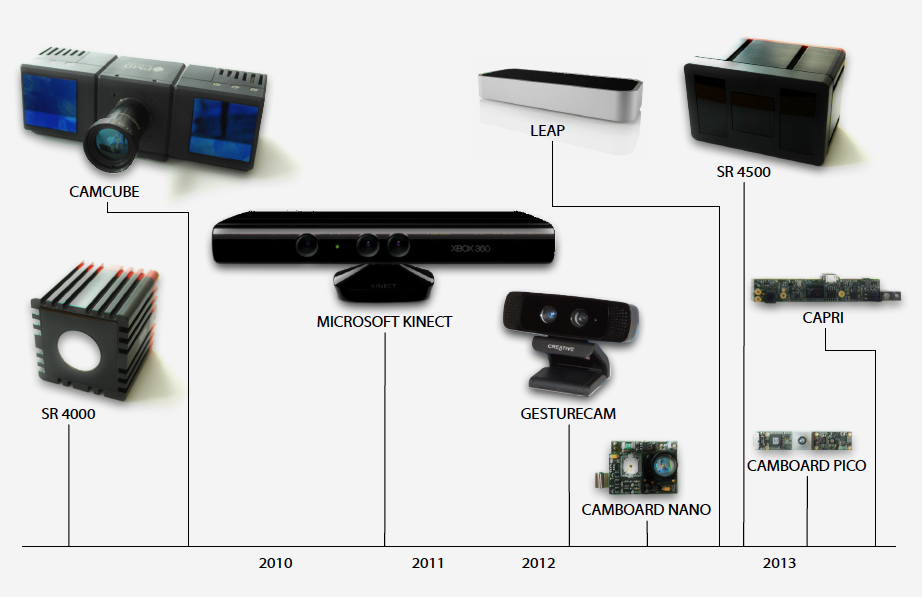 CAMCUBE
LEAP
SR 4500
XBOX 360
KINECT
MICROSOFT KINECT
CAPRI
CREATIVE
SR 4000
GESTURECAM
CAMBOARD PICO
CAMBOARD NANO
2010
2011
2012
2013